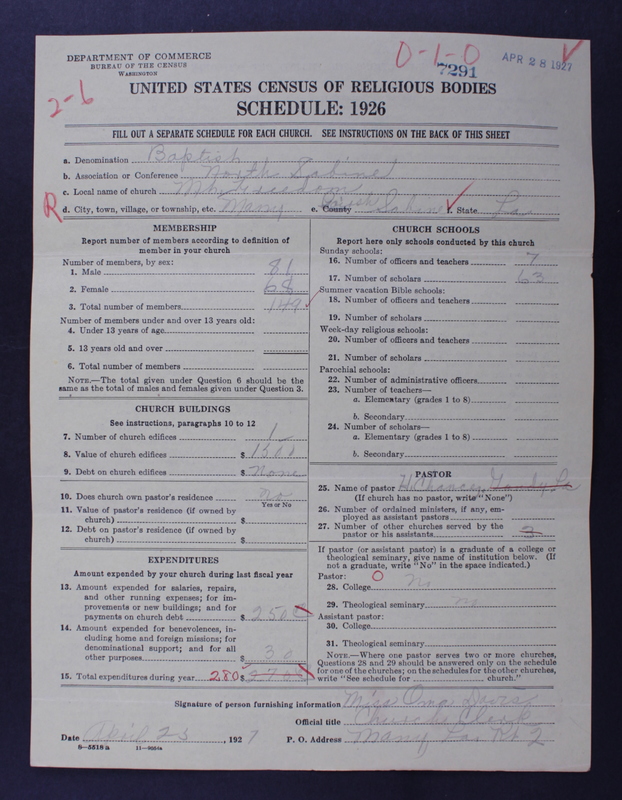 DEPARTMENT OF COMMERCE
BUREAU OF THE CENSUS
WASHINGTON
0-1-0
7291
APR 28 1927
2-6
UNITED STATES CENSUS OF RELIGIOUS BODIES
SCHEDULE: 1926
FILL OUT A SEPARATE SCHEDULE FOR EACH CHURCH. SEE INSTRUCTIONS ON THE BACK OF THIS SHEET
a. Denomination Baptist
b. Association or Conference North Sabine
c. Local name of church Mt. Freedom
R d. City, town, village, or township, etc. Many e. County Parish Sabine f. State La
MEMBERSHIP
Report number of members according to definition of
member in your church
Number of members, by sex:
1. Male 81
2. Female 68
3. Total number of members 149
Number of members under and over 13 years old:
4. Under 13 years of age
5. 13 years old and over
6. Total number of members
NOTE.—The total given under Question 6 should be the
same as the total of males and females given under Question 3.
CHURCH BUILDINGS
See instructions, paragraphs 10 to 12
7. Number of church edifices 1
8. Value of church edifices $ 1500
9. Debt on church edifices $ None
10. Does church own pastor's residence No
Yes or No
11. Value of pastor's residence (if owned by
church) $
12. Debt on pastor's residence (if owned by
church) $
EXPENDITURES
Amount expended by your church during last fiscal year
13. Amount expended for salaries, repairs,
and other running expenses; for im-
provements or new buildings; and for
payments on church debt $ 250
14. Amount expended for benevolences, in-
cluding home and foreign missions; for
denominational support; and for all
other purposes $ 30
15. Total expenditures during year 280 $
CHURCH SCHOOLS
Report here only schools conducted by this church
Sunday schools:
16. Number of officers and teachers 7
17. Number of scholars 63
Summer vacation Bible schools:
18. Number of officers and teachers
19. Number of scholars
Week-day religious schools:
20. Number of officers and teachers
21. Number of scholars
Parochial schools:
22. Number of administrative officers
23. Number of teachers—
a. Elementary (grades 1 to 8)
b. Secondary
24. Number of scholars—
a. Elementary (grades 1 to 8)
b. Secondary
PASTOR
25. Name of pastor La
(If church has no pastor, write "None")
26. Number of ordained ministers, if any, em-
ployed as assistant pastors
27. Number of other churches served by the
pastor or his assistants 3
If pastor (or assistant pastor) is a graduate of a college or
theological seminary, give name of institution below. (If
not a graduate, write "No" in the space indicated.)
Pastor: 0
28. College No
29. Theological seminary no
Assistant pastor:
30. College
31. Theological seminary
NOTE.—Where one pastor serves two or more churches,
Questions 28 and 29 should be answered only on the schedule
for one of the churches; on the schedules for the other churches,
write "See schedule for church."
Signature of person furnishing information Miss Oma
Official title Church Clerk
Date April 23, 1927 P. O. Address Many La. Rt 2
8—5518a 11—9564a